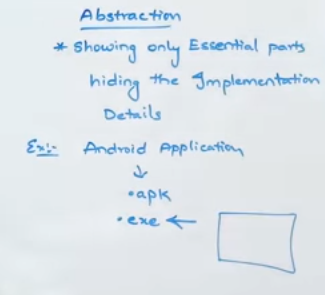 Abstraction
* Showing only Essential parts
hiding the Implementation
Details
Ex:- Android Application
↓
.apk
.exe ←